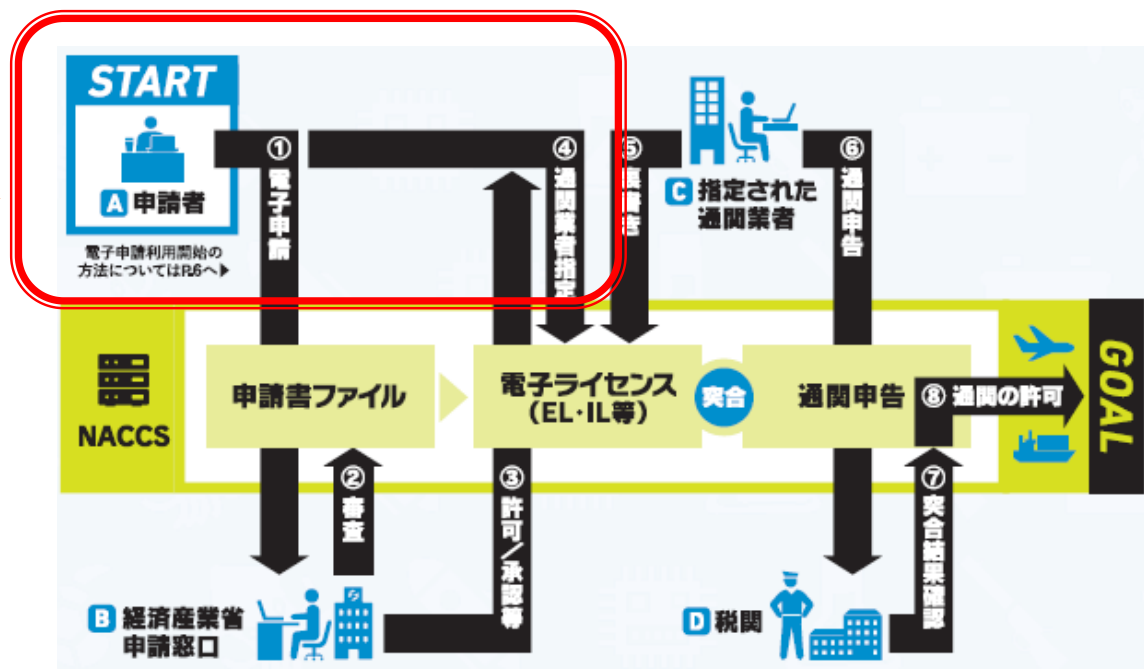 START
A 申請者
電子申請利用開始の
方法についてはP.6へ▶
①電子申請
④通関業者指定
⑤裏書き
C 指定された
通関業者
⑥通関申告
NACCS
申請書ファイル
電子ライセンス
(EL・IL等)
突合
通関申告
⑧通関の許可
GOAL
②審査
③許可/承認等
⑦突合結果確認
B 経済産業省
申請窓口
D 税関